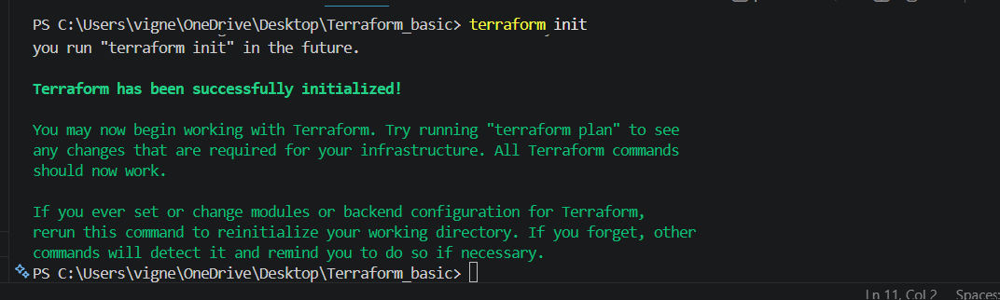 PS C:\Users\vigne\OneDrive\Desktop\Terraform_basic> terraform init
you run "terraform init" in the future.
Terraform has been successfully initialized!
You may now begin working with Terraform. Try running "terraform plan" to see
any changes that are required for your infrastructure. All Terraform commands
should now work.
If you ever set or change modules or backend configuration for Terraform,
rerun this command to reinitialize your working directory. If you forget, other
commands will detect it and remind you to do so if necessary.
PS C:\Users\vigne\OneDrive\Desktop\Terraform_basic>
Ln 11, Col 2 Spaces: